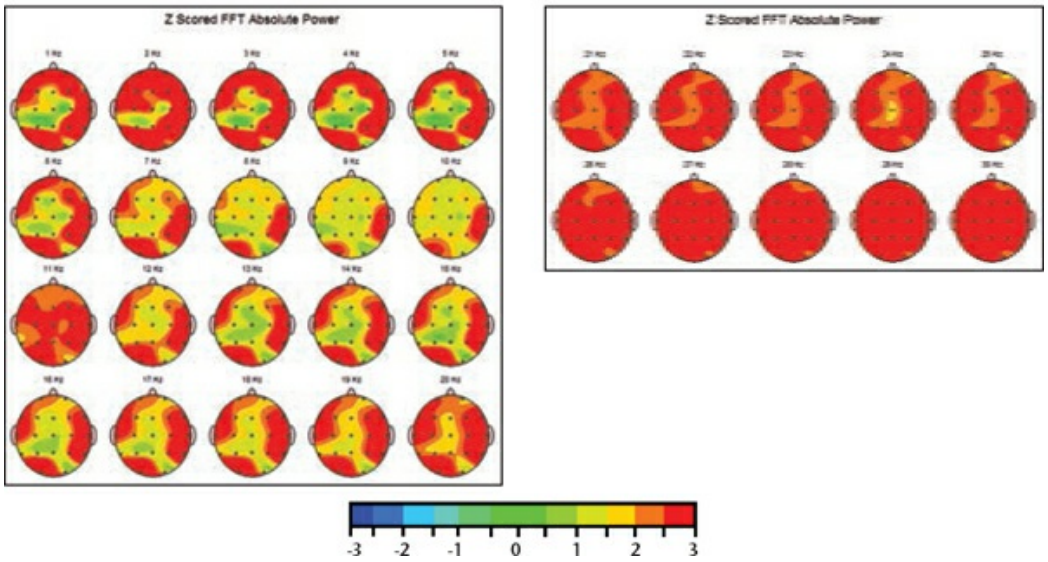 Z Scored FFT Absolute Power
1 Hz 2 Hz 3 Hz 4 Hz 5 Hz
6 Hz 7 Hz 8 Hz 9 Hz 10 Hz
11 Hz 12 Hz 13 Hz 14 Hz 15 Hz
16 Hz 17 Hz 18 Hz 19 Hz 20 Hz
Z Scored FFT Absolute Power
21 Hz 22 Hz 23 Hz 24 Hz 25 Hz
26 Hz 27 Hz 28 Hz 29 Hz 30 Hz
-3 -2 -1 0 1 2 3